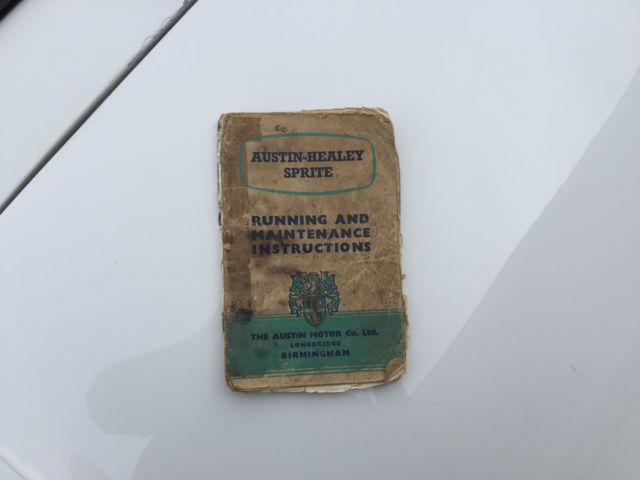 AUSTIN-HEALEY
SPRITE
RUNNING AND
MAINTENANCE
INSTRUCTIONS
THE AUSTIN MOTOR Co. Ltd.
LONGBRIDGE
BIRMINGHAM